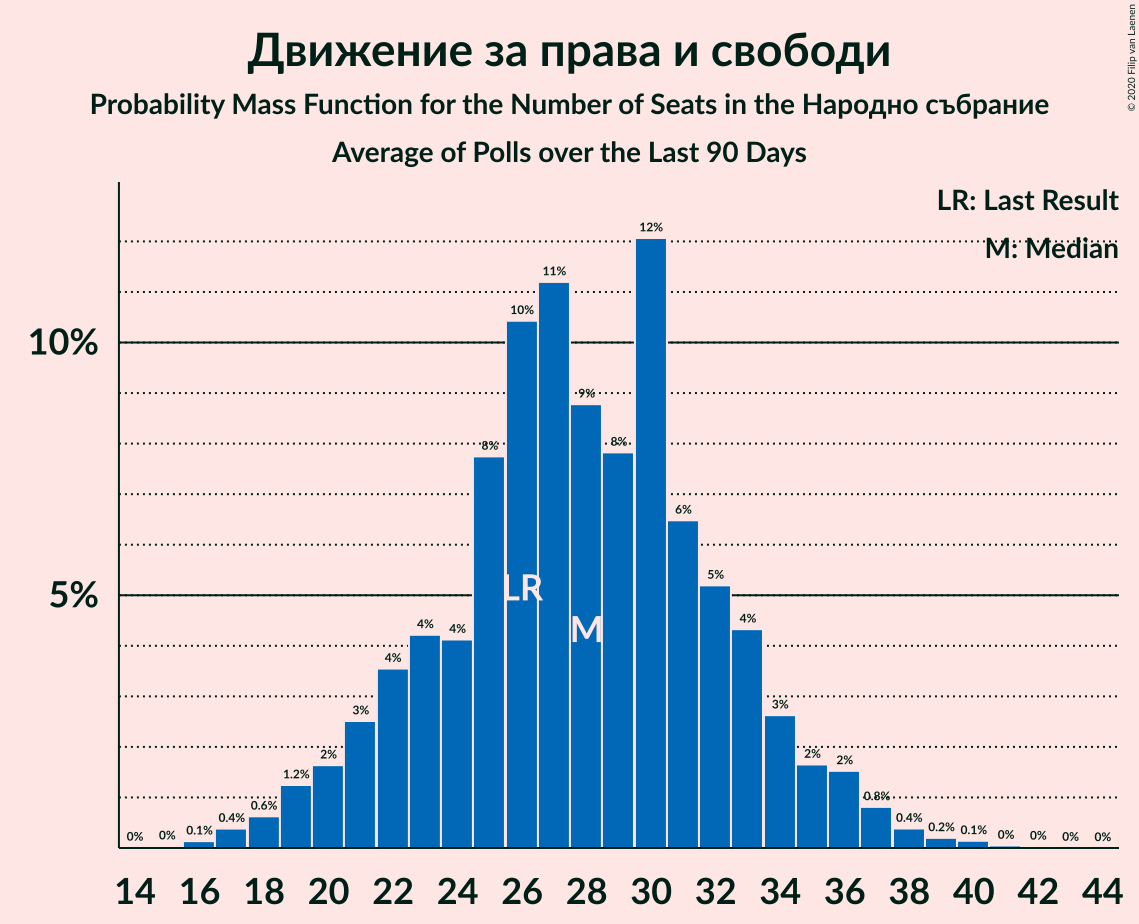 Движение за права и свободи
Probability Mass Function for the Number of Seats in the Народно събрание
Average of Polls over the Last 90 Days
© 2020 Filip van Laenen
LR: Last Result
M: Median
10%
5%
0% 0% 0.1% 0.4% 0.6% 1.2% 2% 3% 4% 4% 4% 8% 10% 11% 9% 8% 12% 6% 5% 4% 3% 2% 2% 0.8% 0.4% 0.2% 0.1% 0% 0% 0% 0%
LR
M
14 16 18 20 22 24 26 28 30 32 34 36 38 40 42 44